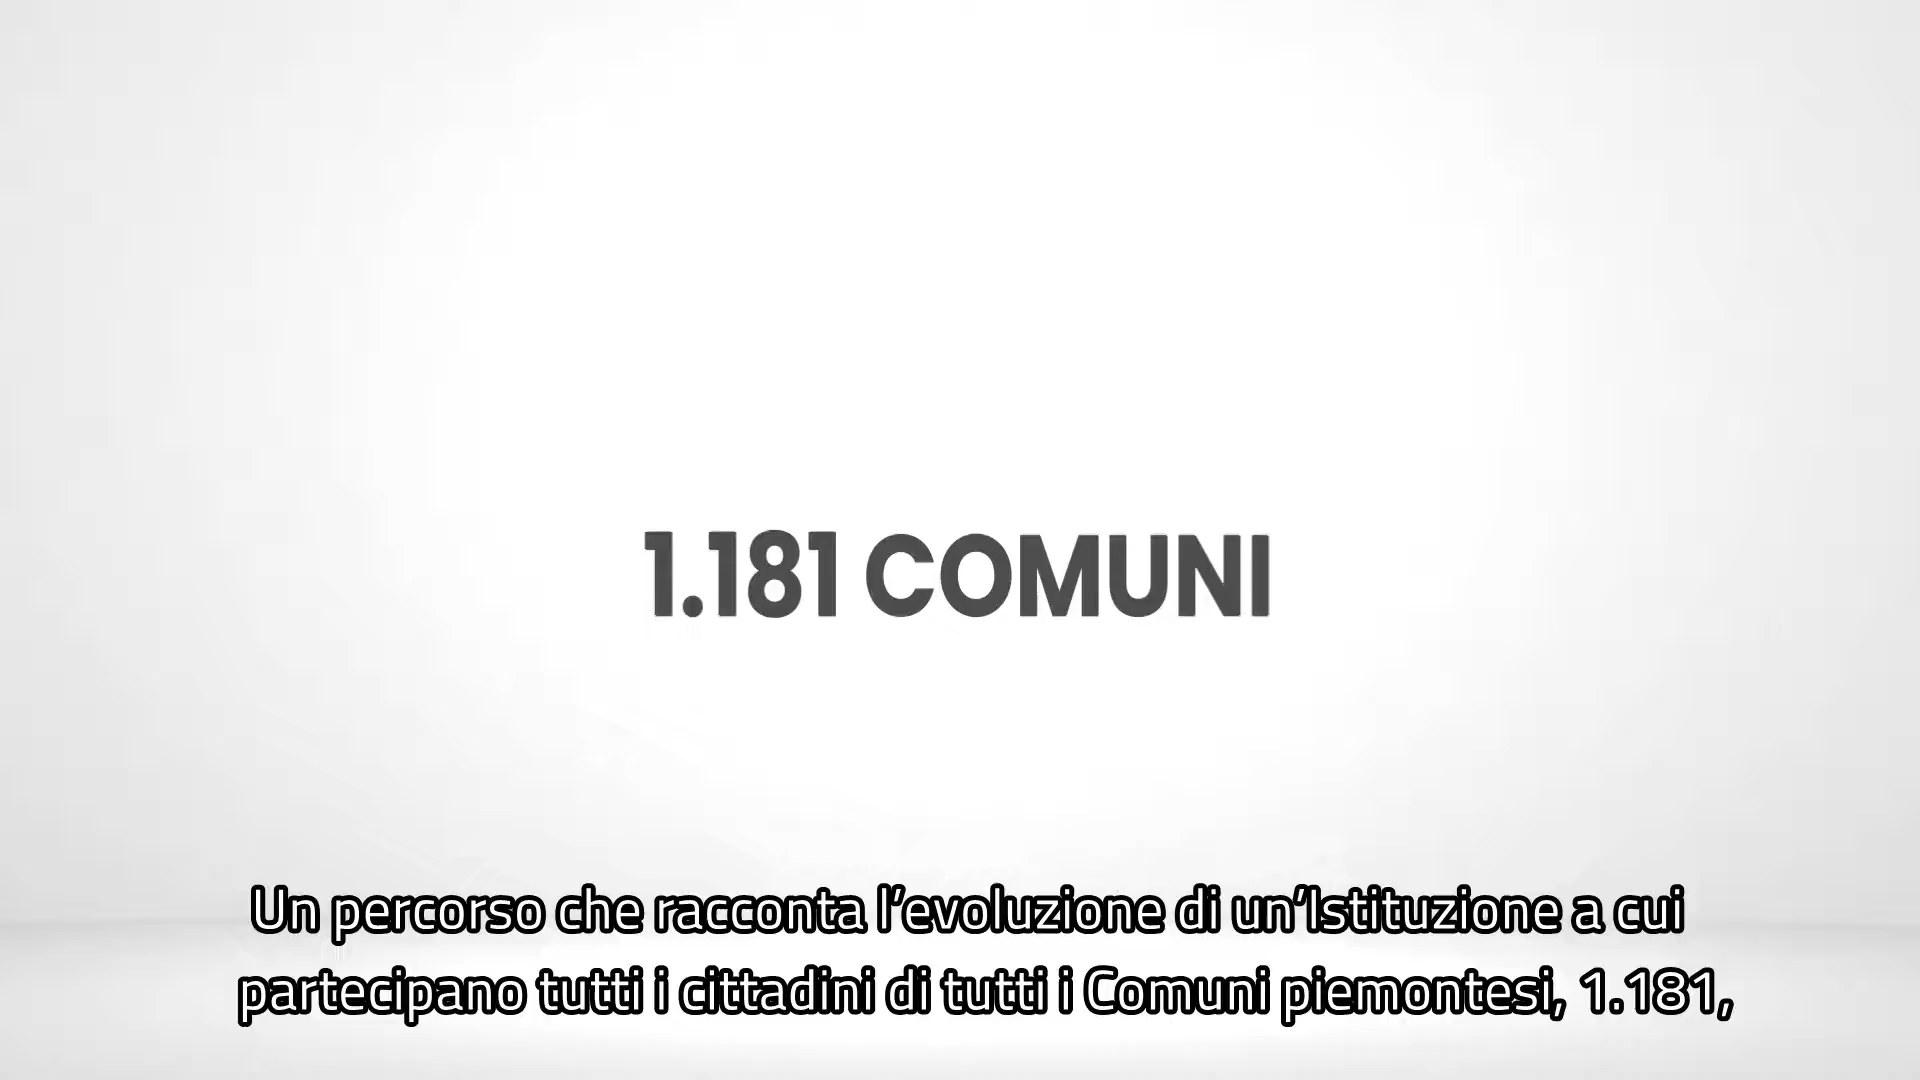 1.181 COMUNI
Un percorso che racconta l’evoluzione di un’Istituzione a cui
partecipano tutti i cittadini di tutti i Comuni piemontesi, 1.181,